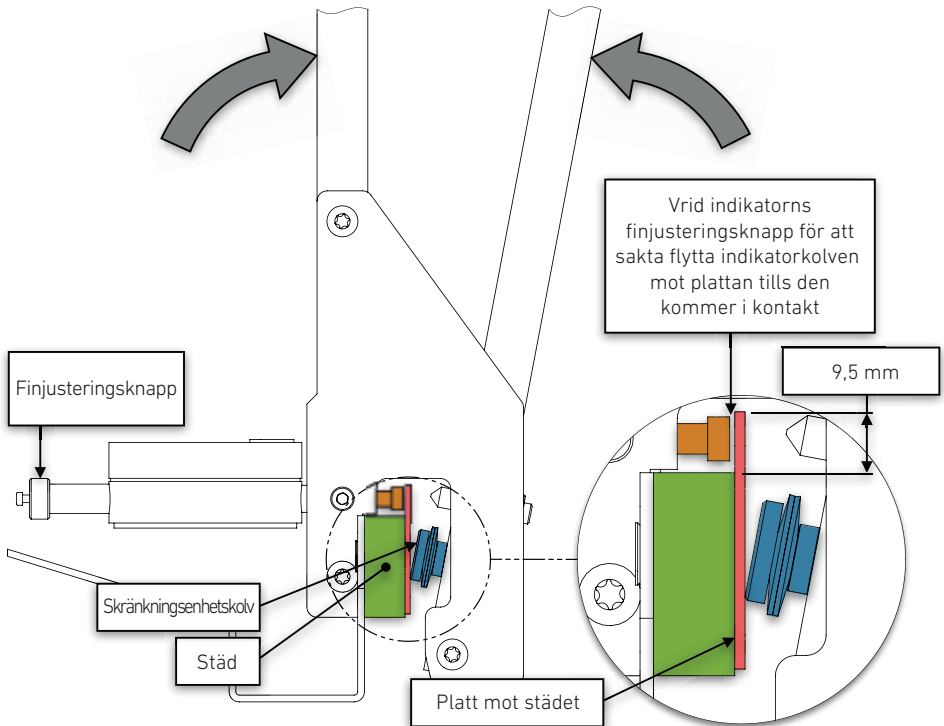 Vrid indikatorns
finjusteringsknapp för att
sakta flytta indikatorkolven
mot plattan tills den
kommer i kontakt
Finjusteringsknapp
9,5 mm
Skränkningsenhetskolv
Städ
Platt mot städet